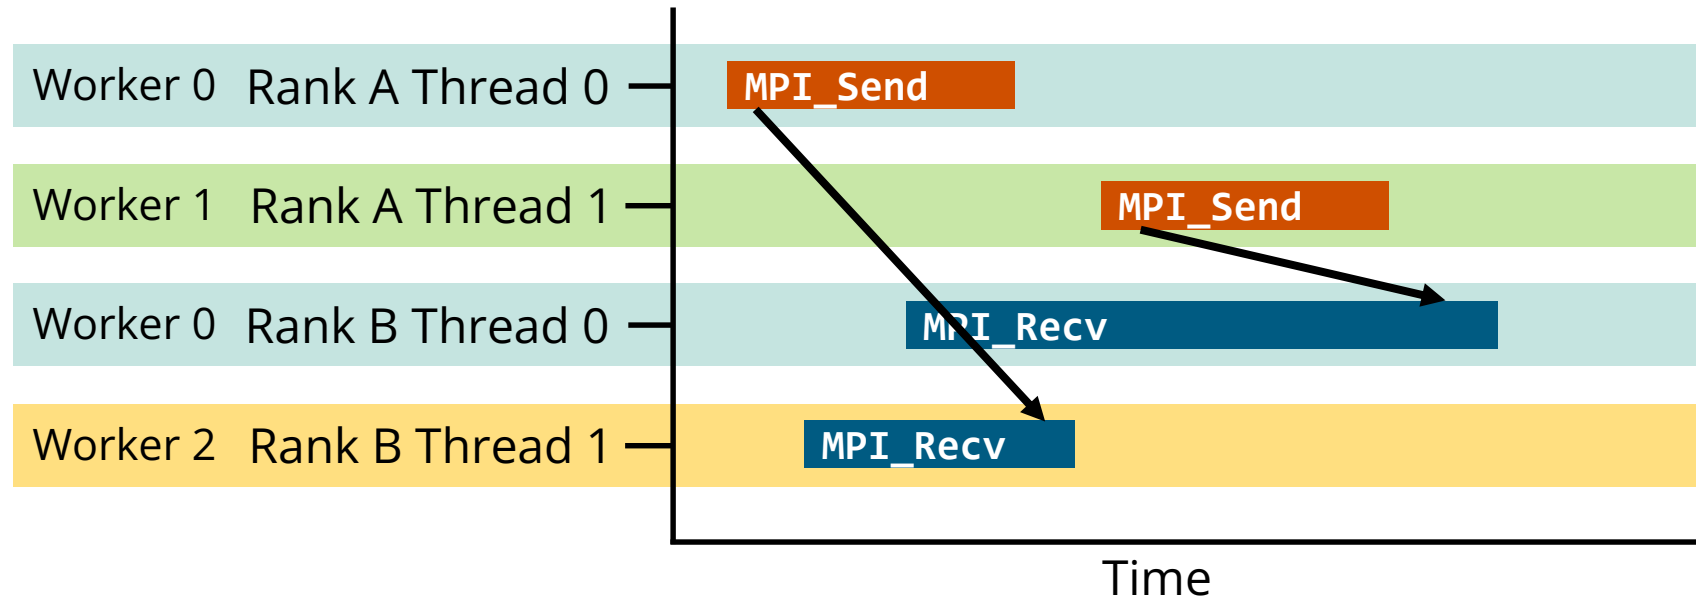 Worker 0 Rank A Thread 0 MPI_Send
Worker 1 Rank A Thread 1 MPI_Send
Worker 0 Rank B Thread 0 MPI_Recv
Worker 2 Rank B Thread 1 MPI_Recv
Time